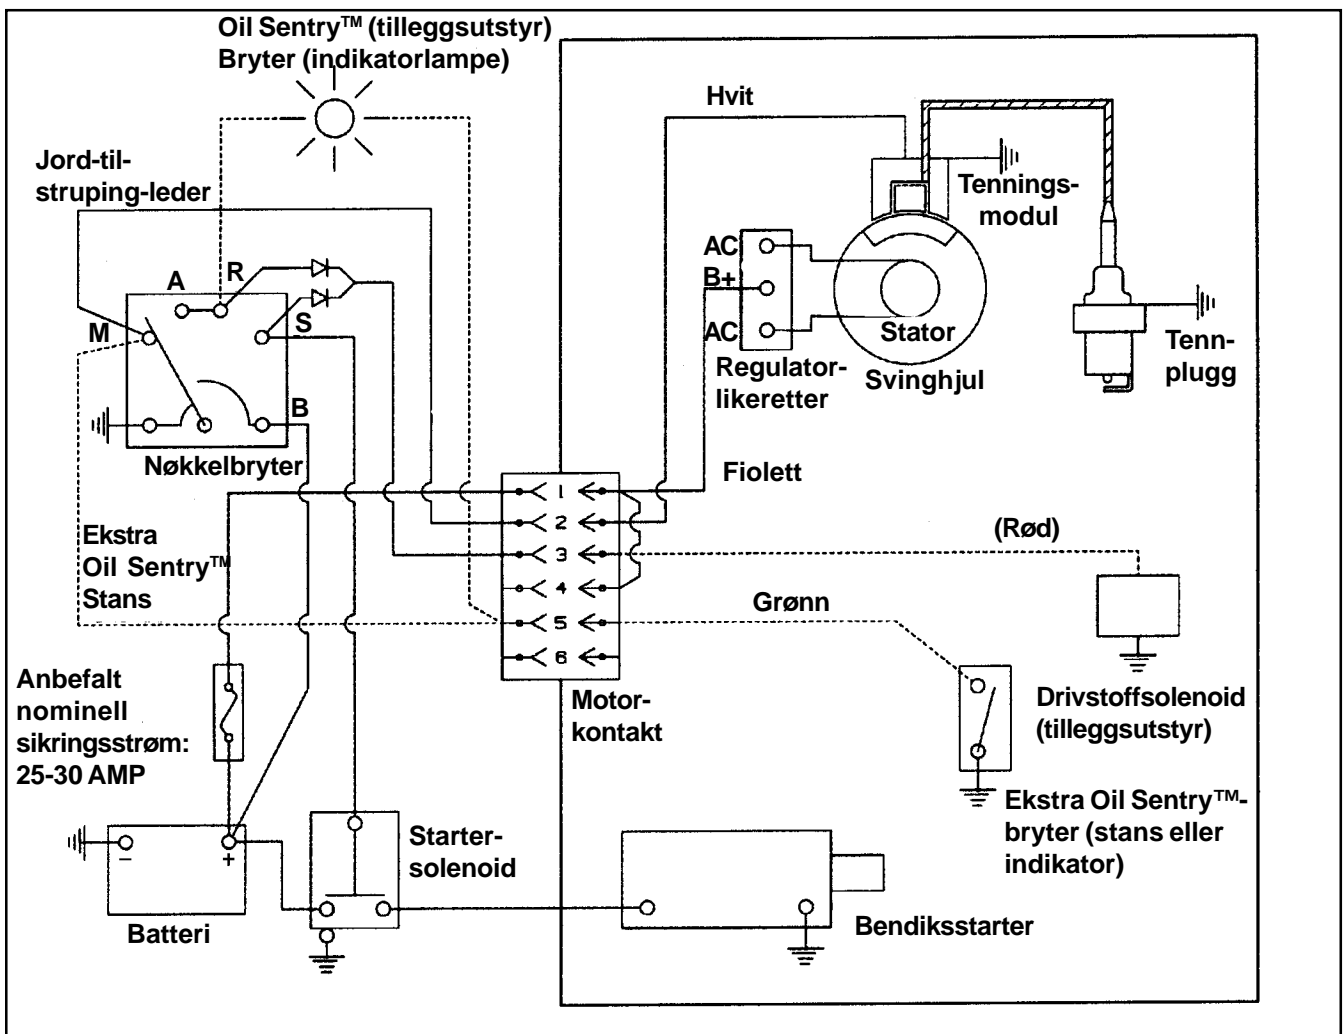 Oil Sentry™ (tilleggsutstyr)
Bryter (indikatorlampe)
Hvit
Jord-til-
struping-leder
Tennings-
modul
AC
B+
AC
A
R
S
M
B
Stator
Regulator-
likeretter
Svinghjul
Tenn-
plugg
Nøkkelbryter
Fiolett
1
2
3
4
5
6
(Rød)
Ekstra
Oil Sentry™
Stans
Grønn
Anbefalt
nominell
sikringsstrøm:
25-30 AMP
Motor-
kontakt
Drivstoffsolenoid
(tilleggsutstyr)
Ekstra Oil Sentry™-
bryter (stans eller
indikator)
Starter-
solenoid
–
+
Batteri
Bendiksstarter